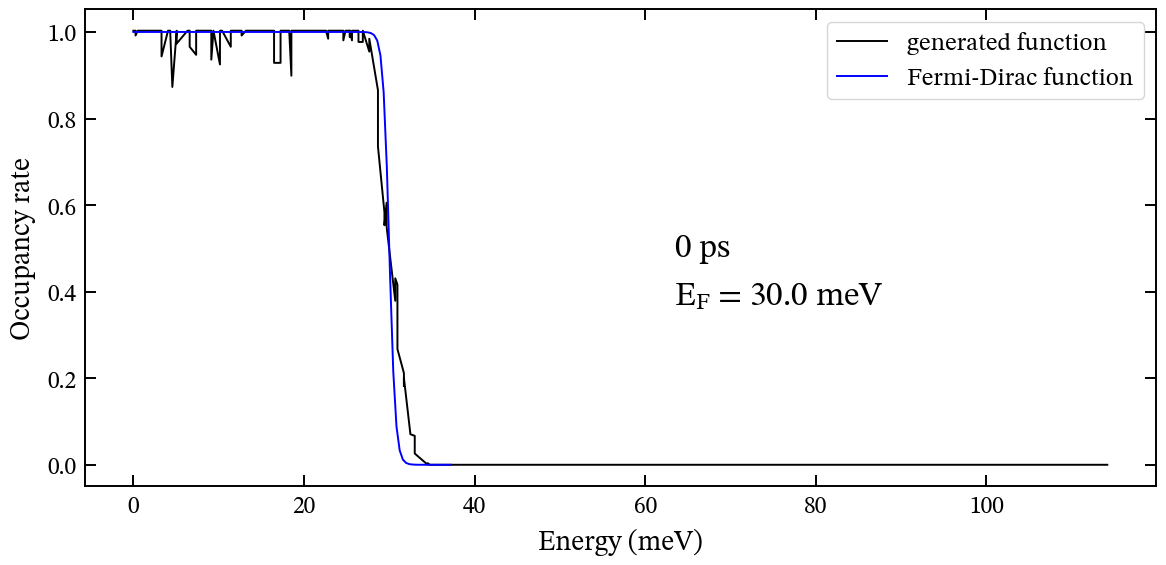 generated function
Fermi-Dirac function
Occupancy rate
1.0
0.8
0.6
0.4
0.2
0.0
0 ps
E_F = 30.0 meV
0 20 40 60 80 100
Energy (meV)